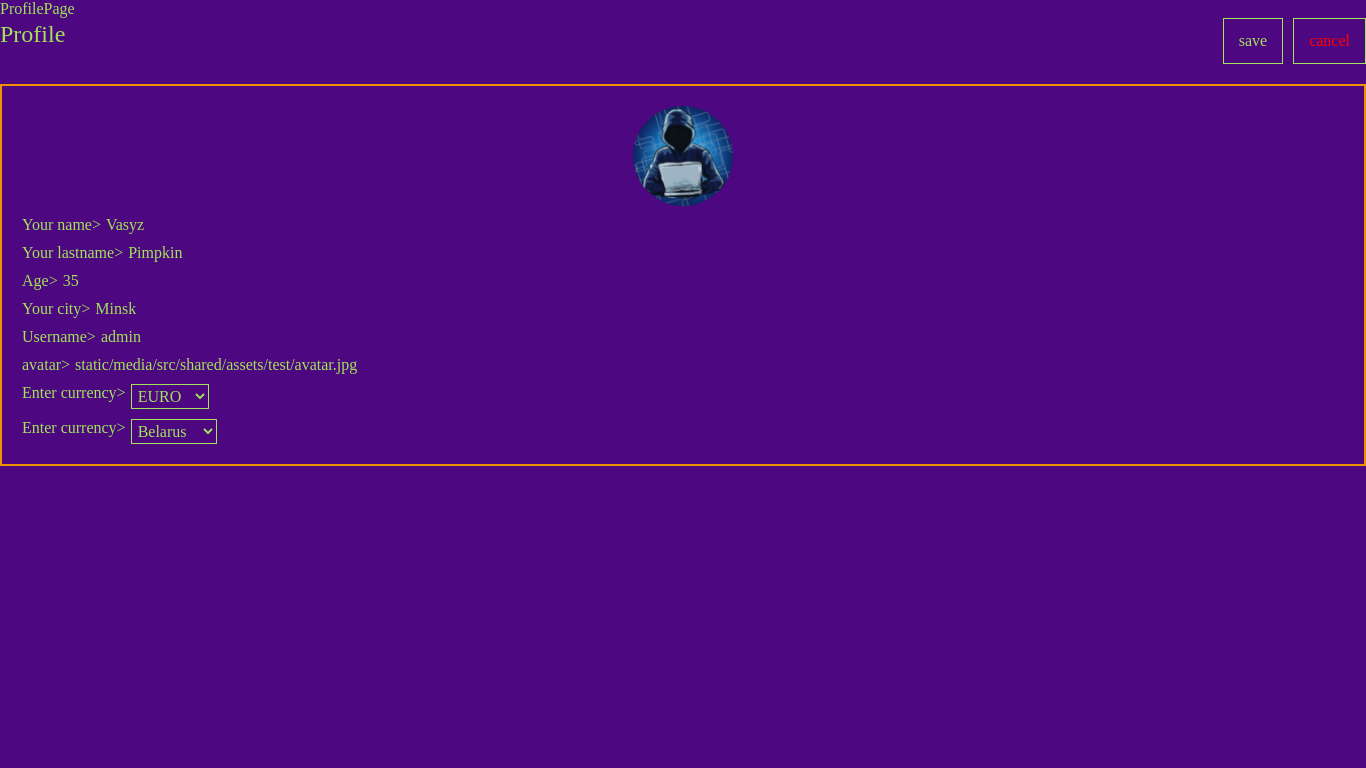 ProfilePage
Profile
save cancel
Your name> Vasyz
Your lastname> Pimpkin
Age> 35
Your city> Minsk
Username> admin
avatar> static/media/src/shared/assets/test/avatar.jpg
Enter currency> EURO
Enter currency> Belarus